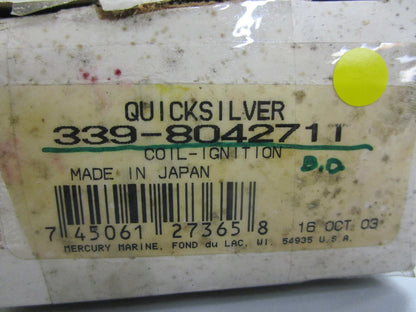 QUICKSILVER
339-804271T
COIL-IGNITION
B.O.
MADE IN JAPAN
7 45061 27365 8
16 OCT 03
MERCURY MARINE, FOND du LAC, WI. 54935 U.S.A.